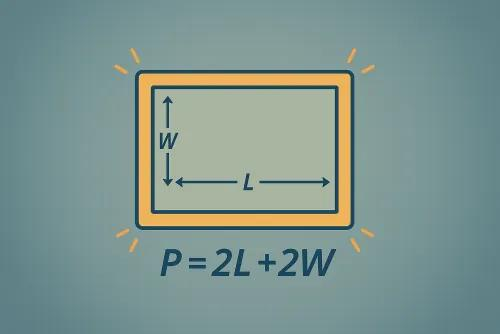 W
L
P = 2L + 2W